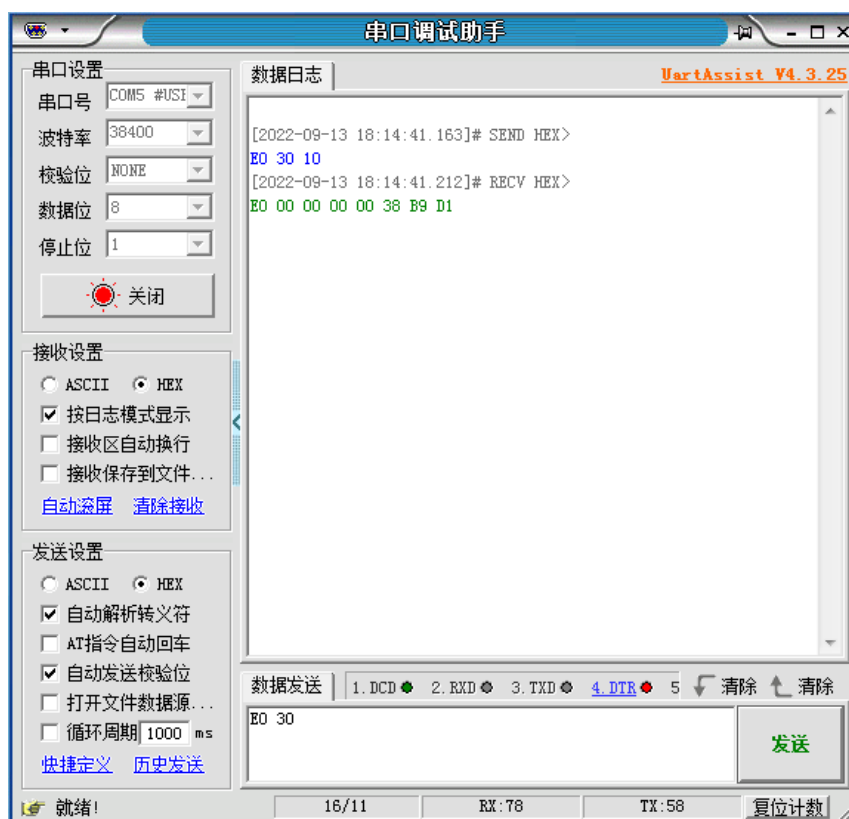 串口调试助手
串口设置
串口号 COM5 #USI
波特率 38400
校验位 NONE
数据位 8
停止位 1
关闭
接收设置
ASCII HEX
按日志模式显示
接收区自动换行
接收保存到文件...
自动滚屏 清除接收
发送设置
ASCII HEX
自动解析转义符
AT指令自动回车
自动发送校验位
打开文件数据源...
循环周期 1000 ms
快捷定义 历史发送
数据日志 UartAssist V4.3.25
[2022-09-13 18:14:41.163]# SEND HEX>
E0 30 10
[2022-09-13 18:14:41.212]# RECV HEX>
E0 00 00 00 00 38 B9 D1
数据发送 1.DCD 2.RXD 3.TXD 4.DTR 5 清除 清除
E0 30
发送
就绪! 16/11 RX:78 TX:58 复位计数